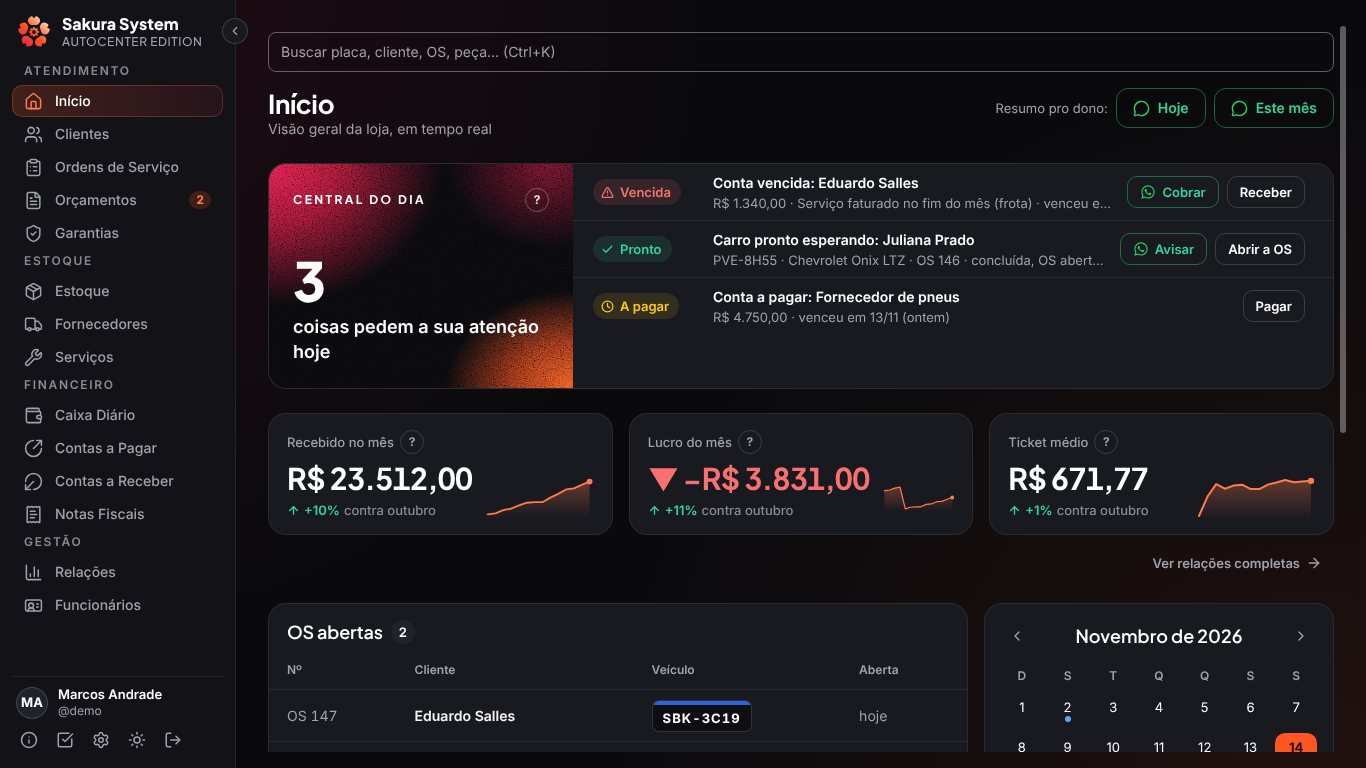 Sakura System
AUTOCENTER EDITION
ATENDIMENTO
Início
Clientes
Ordens de Serviço
Orçamentos 2
Garantias
ESTOQUE
Estoque
Fornecedores
Serviços
FINANCEIRO
Caixa Diário
Contas a Pagar
Contas a Receber
Notas Fiscais
GESTÃO
Relações
Funcionários
MA
Marcos Andrade
@demo
Buscar placa, cliente, OS, peça... (Ctrl+K)
Início
Visão geral da loja, em tempo real
Resumo pro dono: Hoje Este mês
CENTRAL DO DIA ?
3
coisas pedem a sua atenção
hoje
Vencida
Conta vencida: Eduardo Salles
R$ 1.340,00 · Serviço faturado no fim do mês (frota) · venceu e...
Cobrar Receber
Pronto
Carro pronto esperando: Juliana Prado
PVE-8H55 · Chevrolet Onix LTZ · OS 146 · concluída, OS abert...
Avisar Abrir a OS
A pagar
Conta a pagar: Fornecedor de pneus
R$ 4.750,00 · venceu em 13/11 (ontem)
Pagar
Recebido no mês ?
R$ 23.512,00
↑ +10% contra outubro
Lucro do mês ?
▼ −R$ 3.831,00
↑ +11% contra outubro
Ticket médio ?
R$ 671,77
↑ +1% contra outubro
Ver relações completas →
OS abertas 2
Nº Cliente Veículo Aberta
OS 147 Eduardo Salles SBK-3C19 hoje
Novembro de 2026
D S T Q Q S S
1 2 3 4 5 6 7
8 9 10 11 12 13 14